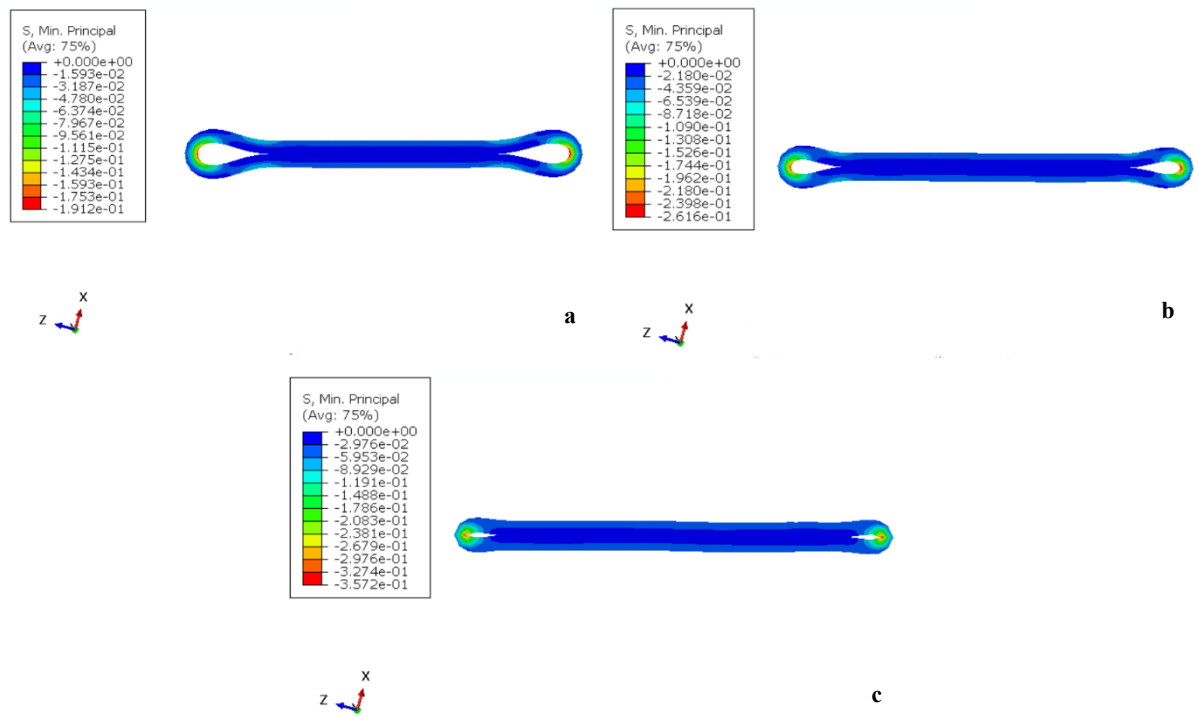 S, Min. Principal
(Avg: 75%)
+0.000e+00
-1.593e-02
-3.187e-02
-4.780e-02
-6.374e-02
-7.967e-02
-9.561e-02
-1.115e-01
-1.275e-01
-1.434e-01
-1.593e-01
-1.753e-01
-1.912e-01
X
Z
a
S, Min. Principal
(Avg: 75%)
+0.000e+00
-2.180e-02
-4.359e-02
-6.539e-02
-8.718e-02
-1.090e-01
-1.308e-01
-1.526e-01
-1.744e-01
-1.962e-01
-2.180e-01
-2.398e-01
-2.616e-01
X
Z
b
S, Min. Principal
(Avg: 75%)
+0.000e+00
-2.976e-02
-5.953e-02
-8.929e-02
-1.191e-01
-1.488e-01
-1.786e-01
-2.083e-01
-2.381e-01
-2.679e-01
-2.976e-01
-3.274e-01
-3.572e-01
X
Z
c